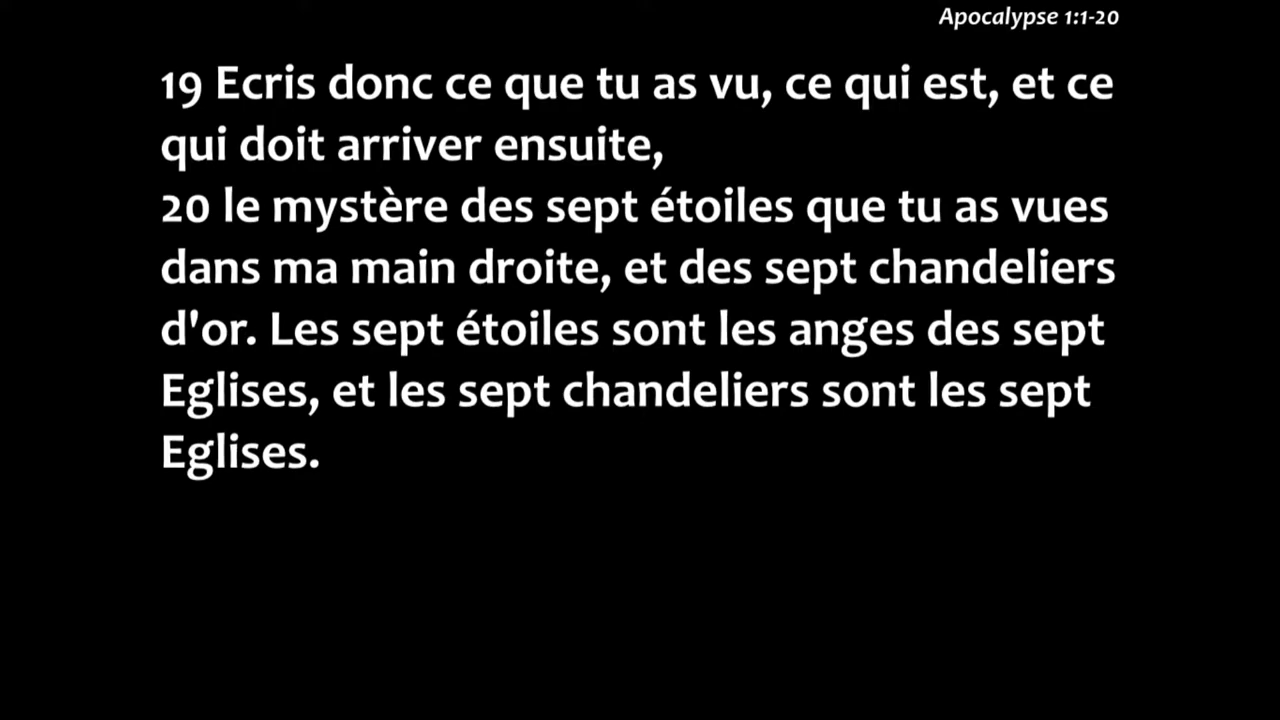 Apocalypse 1:1-20
19 Ecris donc ce que tu as vu, ce qui est, et ce
qui doit arriver ensuite,
20 le mystère des sept étoiles que tu as vues
dans ma main droite, et des sept chandeliers
d'or. Les sept étoiles sont les anges des sept
Eglises, et les sept chandeliers sont les sept
Eglises.